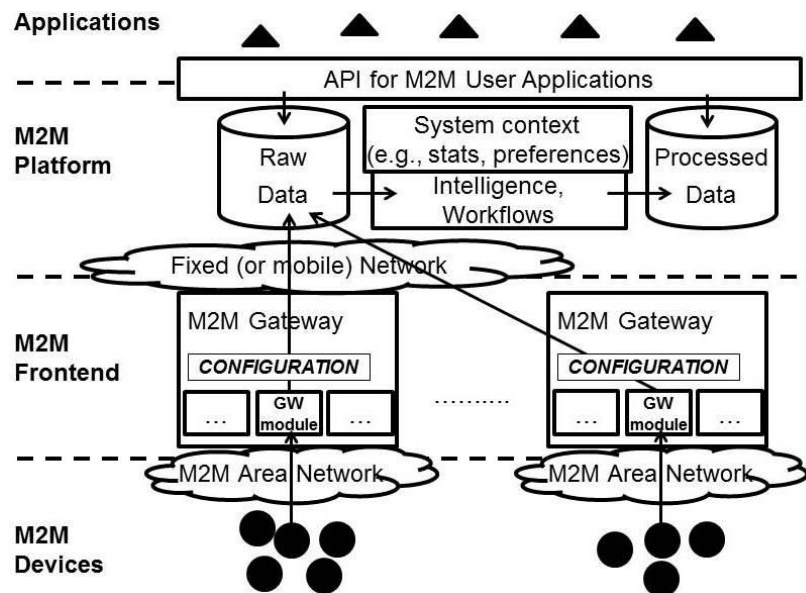 Applications
API for M2M User Applications
M2M
Platform
Raw
Data
System context
(e.g., stats, preferences)
Intelligence,
Workflows
Processed
Data
Fixed (or mobile) Network
M2M
Frontend
M2M Gateway
CONFIGURATION
...
GW
module
...
..........
M2M Gateway
CONFIGURATION
...
GW
module
...
M2M Area Network
M2M Area Network
M2M
Devices